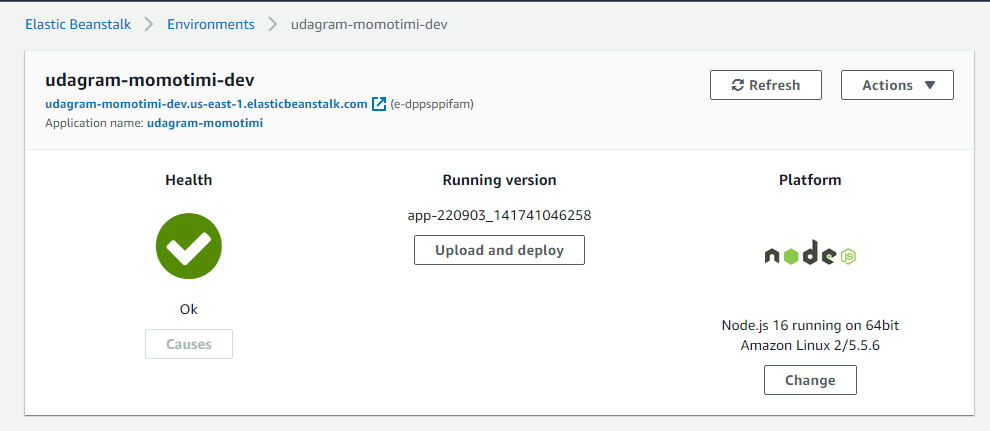 Elastic Beanstalk > Environments > udagram-momotimi-dev
udagram-momotimi-dev
Refresh
Actions
udagram-momotimi-dev.us-east-1.elasticbeanstalk.com (e-dppsppifam)
Application name: udagram-momotimi
Health
Running version
Platform
app-220903_141741046258
Upload and deploy
node
JS
Ok
Causes
Node.js 16 running on 64bit
Amazon Linux 2/5.5.6
Change